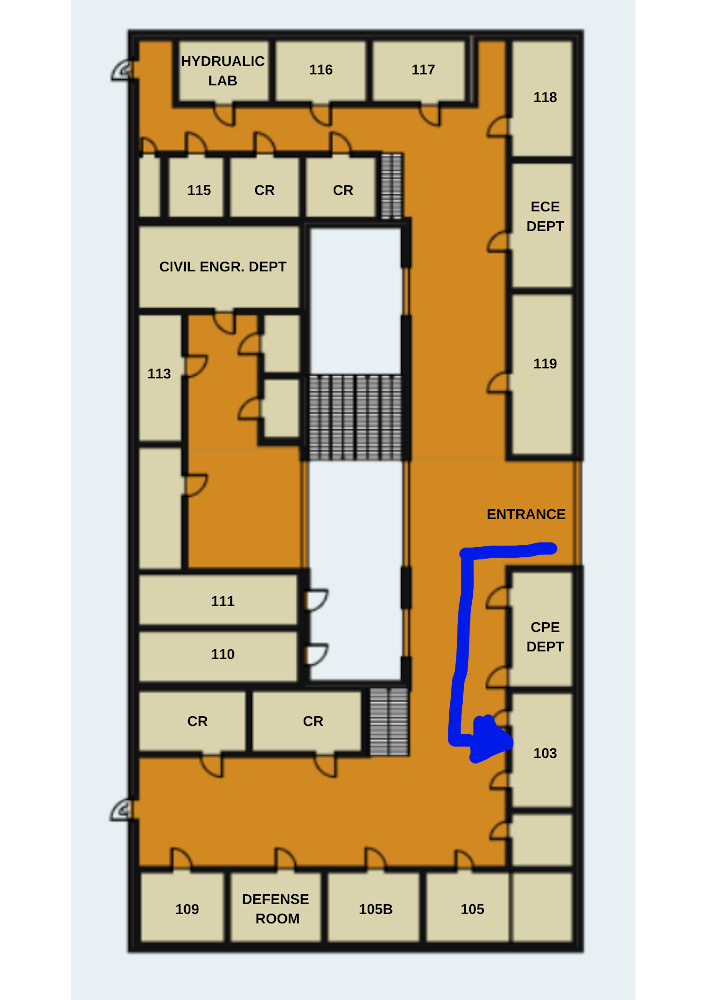 HYDRUALIC
LAB
116
117
118
115
CR
CR
ECE
DEPT
CIVIL ENGR. DEPT
113
119
ENTRANCE
111
CPE
DEPT
110
CR
CR
103
109
DEFENSE
ROOM
105B
105